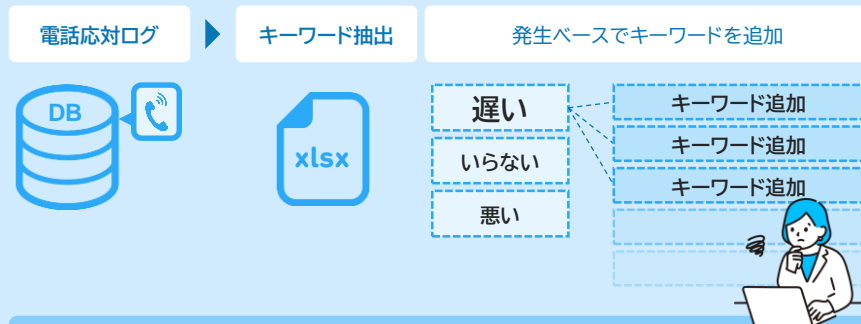 電話応対ログ
キーワード抽出
発生ベースでキーワードを追加
DB
xlsx
遅い
いらない
悪い
キーワード追加
キーワード追加
キーワード追加